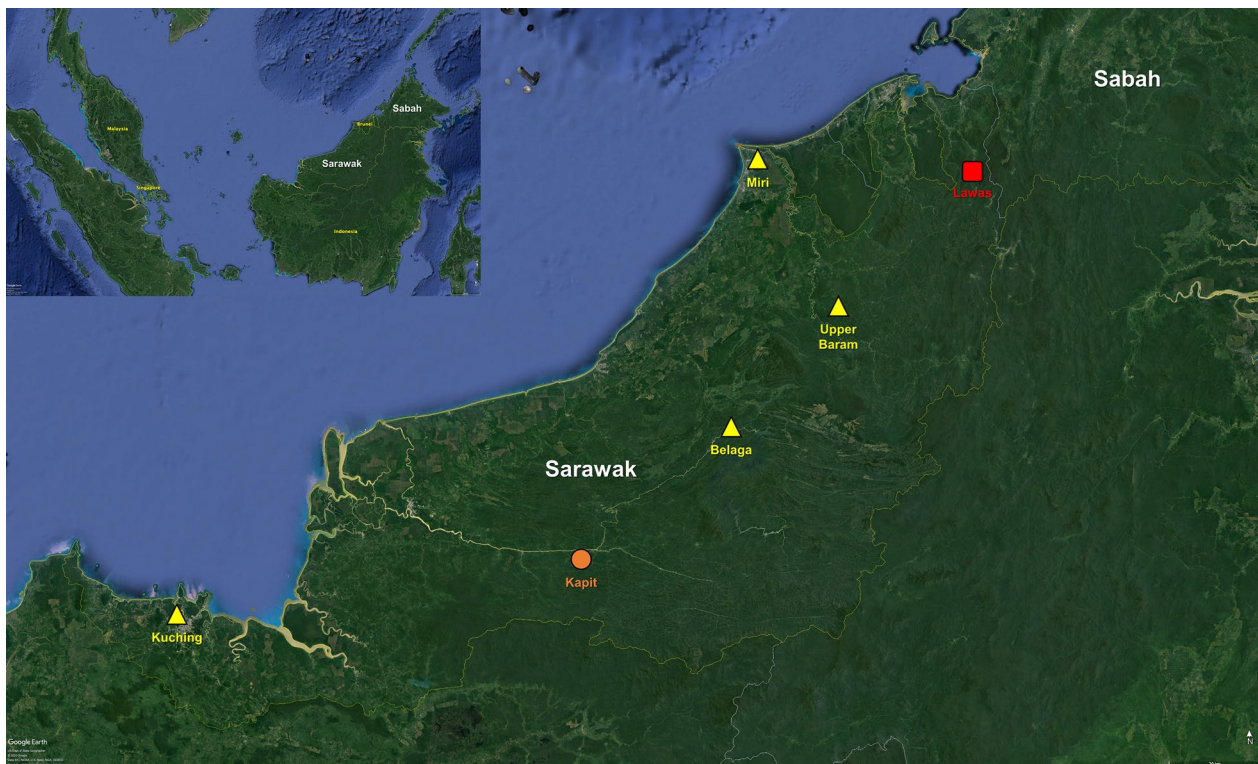 Sabah
Brunei
Malaysia
Sarawak
Singapore
Indonesia
Sabah
Miri
Lawas
Upper
Baram
Belaga
Sarawak
Kapit
Kuching
Google Earth
N